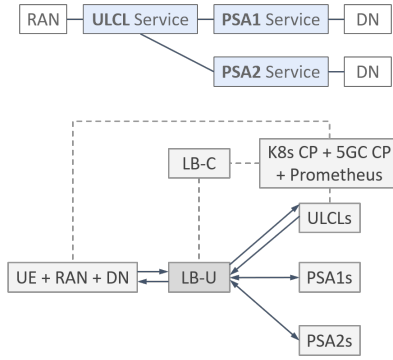 RAN
ULCL Service
PSA1 Service
DN
PSA2 Service
DN
K8s CP + 5GC CP
+ Prometheus
LB-C
ULCLs
UE + RAN + DN
LB-U
PSA1s
PSA2s